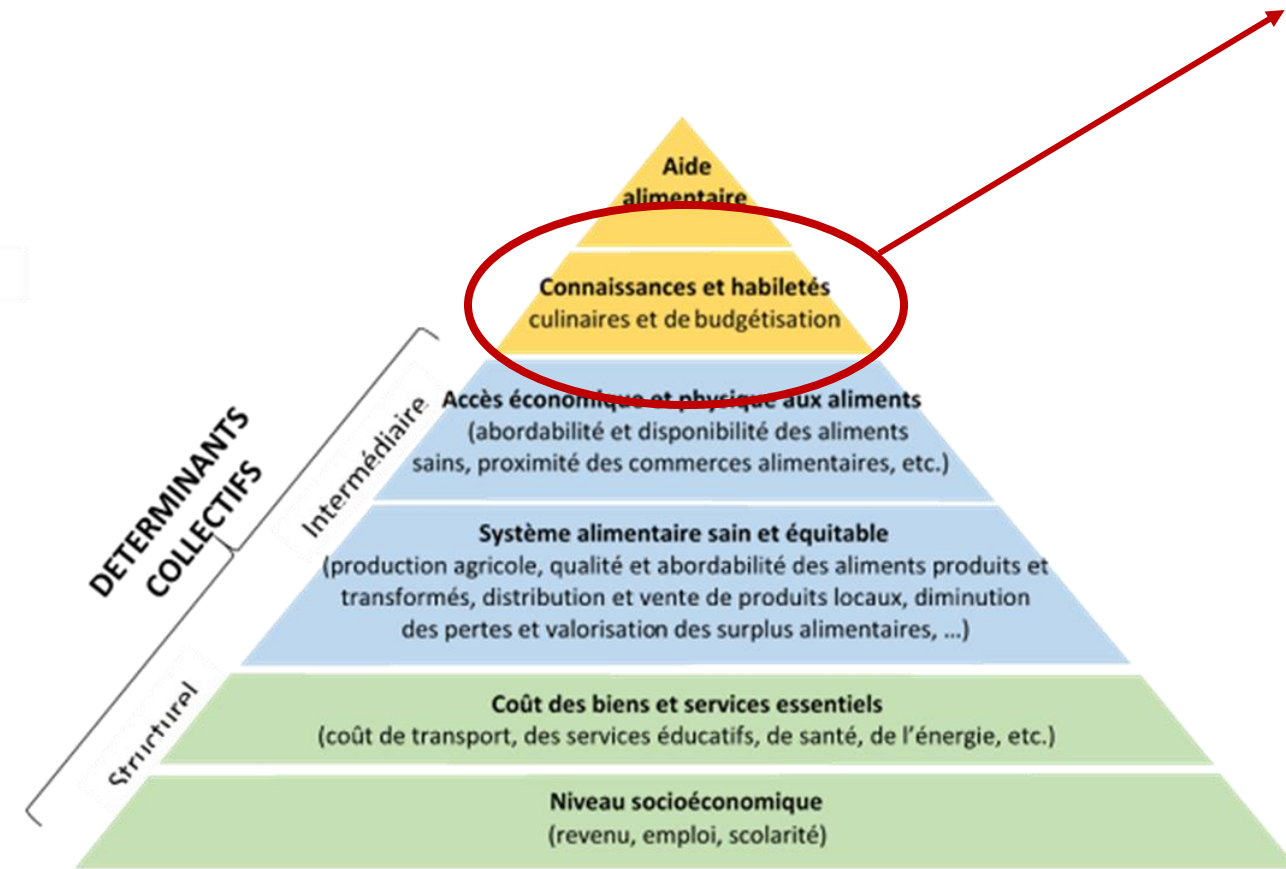 Aide
alimentaire
Connaissances et habiletés
culinaires et de budgétisation
Accès économique et physique aux aliments
(abordabilité et disponibilité des aliments
sains, proximité des commerces alimentaires, etc.)
Système alimentaire sain et équitable
(production agricole, qualité et abordabilité des aliments produits et
transformés, distribution et vente de produits locaux, diminution
des pertes et valorisation des surplus alimentaires, ...)
Coût des biens et services essentiels
(coût de transport, des services éducatifs, de santé, de l'énergie, etc.)
Niveau socioéconomique
(revenu, emploi, scolarité)
DETERMINANTS
COLLECTIFS
Intermédiaire
Structurel